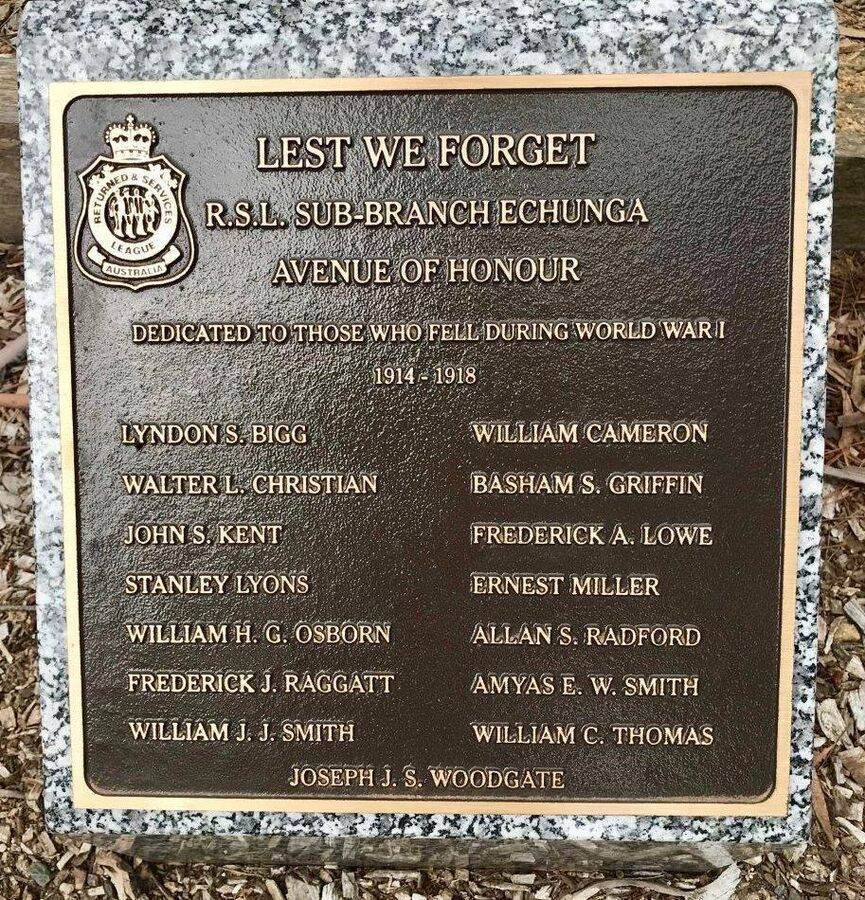 LEST WE FORGET
RETURNED & SERVICES
LEAGUE
AUSTRALIA
R.S.L. SUB-BRANCH ECHUNGA
AVENUE OF HONOUR
DEDICATED TO THOSE WHO FELL DURING WORLD WAR I
1914 - 1918
LYNDON S. BIGG WILLIAM CAMERON
WALTER L. CHRISTIAN BASHAM S. GRIFFIN
JOHN S. KENT FREDERICK A. LOWE
STANLEY LYONS ERNEST MILLER
WILLIAM H. G. OSBORN ALLAN S. RADFORD
FREDERICK J. RAGGATT AMYAS E. W. SMITH
WILLIAM J. J. SMITH WILLIAM C. THOMAS
JOSEPH J. S. WOODGATE